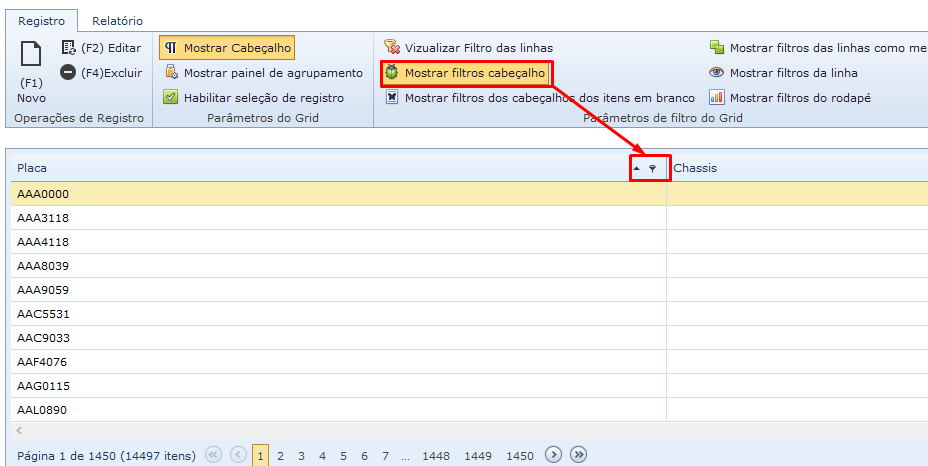 Registro Relatório
(F1)
Novo
(F2) Editar
(F4)Excluir
Operações de Registro
Mostrar Cabeçalho
Mostrar painel de agrupamento
Habilitar seleção de registro
Parâmetros do Grid
Vizualizar Filtro das linhas
Mostrar filtros cabeçalho
Mostrar filtros dos cabeçalhos dos itens em branco
Mostrar filtros das linhas como me
Mostrar filtros da linha
Mostrar filtros do rodapé
Parâmetros de filtro do Grid
Placa Chassis
AAA0000
AAA3118
AAA4118
AAA8039
AAA9059
AAC5531
AAC9033
AAF4076
AAG0115
AAL0890
Página 1 de 1450 (14497 itens) 1 2 3 4 5 6 7 ... 1448 1449 1450